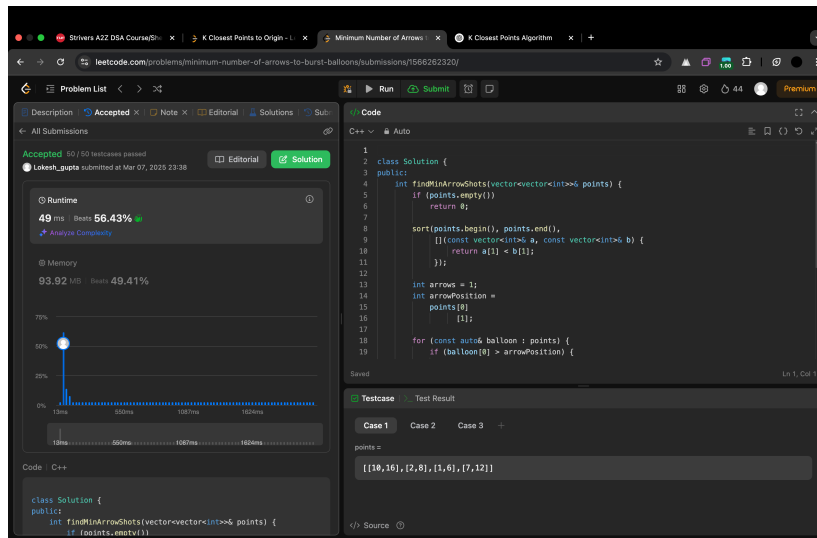 Strivers A2Z DSA Course/She
K Closest Points to Origin - L
Minimum Number of Arrows t
K Closest Points Algorithm
leetcode.com/problems/minimum-number-of-arrows-to-burst-balloons/submissions/1566262320/
1.00
Problem List
Run
Submit
44
Premium
Description
Accepted
Note
Editorial
Solutions
Sub
All Submissions
Accepted 50 / 50 testcases passed
Lokesh_gupta submitted at Mar 07, 2025 23:38
Editorial
Solution
Runtime
49 ms Beats 56.43%
Analyze Complexity
Memory
93.92 MB Beats 49.41%
75%
50%
25%
0%
13ms 550ms 1087ms 1624ms
13ms 550ms 1087ms 1624ms
Code C++
class Solution {
public:
int findMinArrowShots(vector<vector<int>>& points) {
if (points.empty())
</> Code
C++ Auto
1
2 class Solution {
3 public:
4 int findMinArrowShots(vector<vector<int>>& points) {
5 if (points.empty())
6 return 0;
7
8 sort(points.begin(), points.end(),
9 [](const vector<int>& a, const vector<int>& b) {
10 return a[1] < b[1];
11 });
12
13 int arrows = 1;
14 int arrowPosition =
15 points[0]
16 [1];
17
18 for (const auto& balloon : points) {
19 if (balloon[0] > arrowPosition) {
Saved
Ln 1, Col 1
Testcase
Test Result
Case 1
Case 2
Case 3
+
points =
[[10,16],[2,8],[1,6],[7,12]]
</> Source